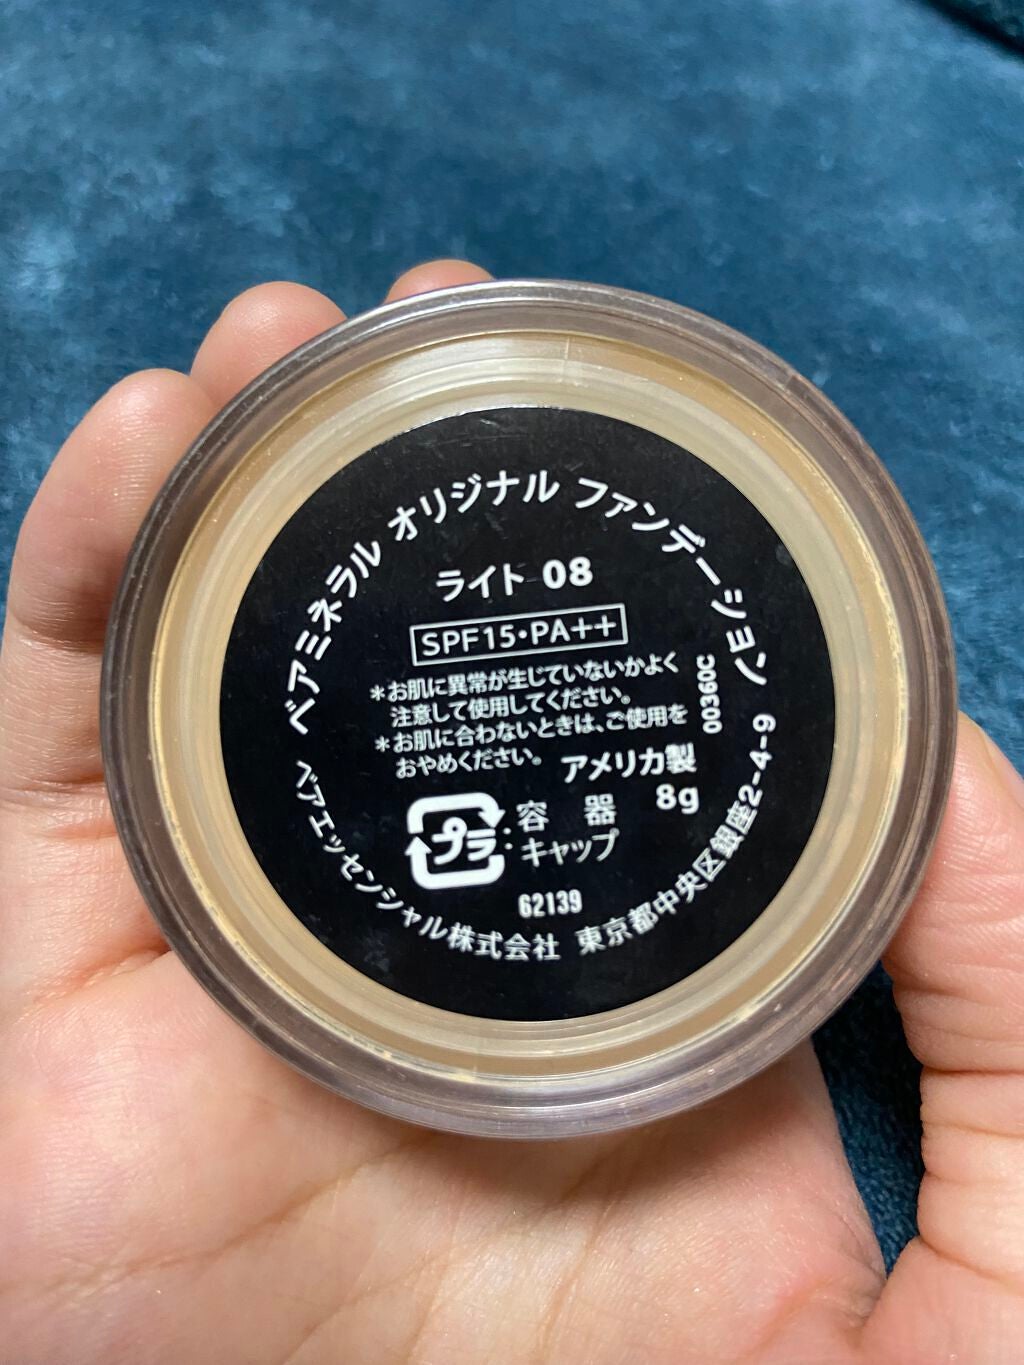 ベアミネラル オリジナル ファンデーション
ライト 08
SPF15・PA++
＊お肌に異常が生じていないかよく
注意して使用してください。
＊お肌に合わないときは、ご使用を
おやめください。
アメリカ製
8g
00360C
プラ
:容 器
:キャップ
62139
ベアエッセンシャル株式会社 東京都中央区銀座2-4-9